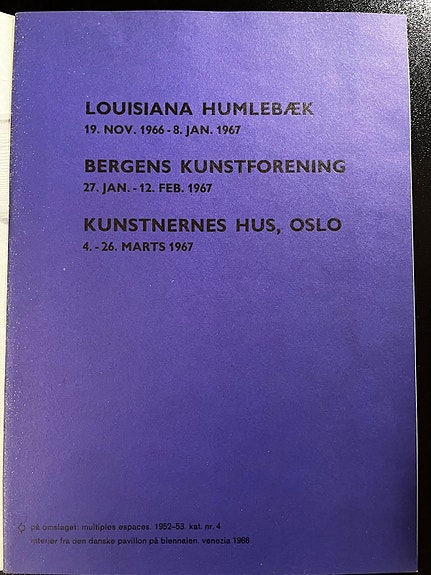 LOUISIANA HUMLEBÆK
19. NOV. 1966 - 8. JAN. 1967
BERGENS KUNSTFORENING
27. JAN. - 12. FEB. 1967
KUNSTNERNES HUS, OSLO
4. - 26. MARTS 1967
på omslaget: multiples espaces. 1952–53. kat. nr. 4
interiør fra den danske pavillon på biennalen. venezia 1966